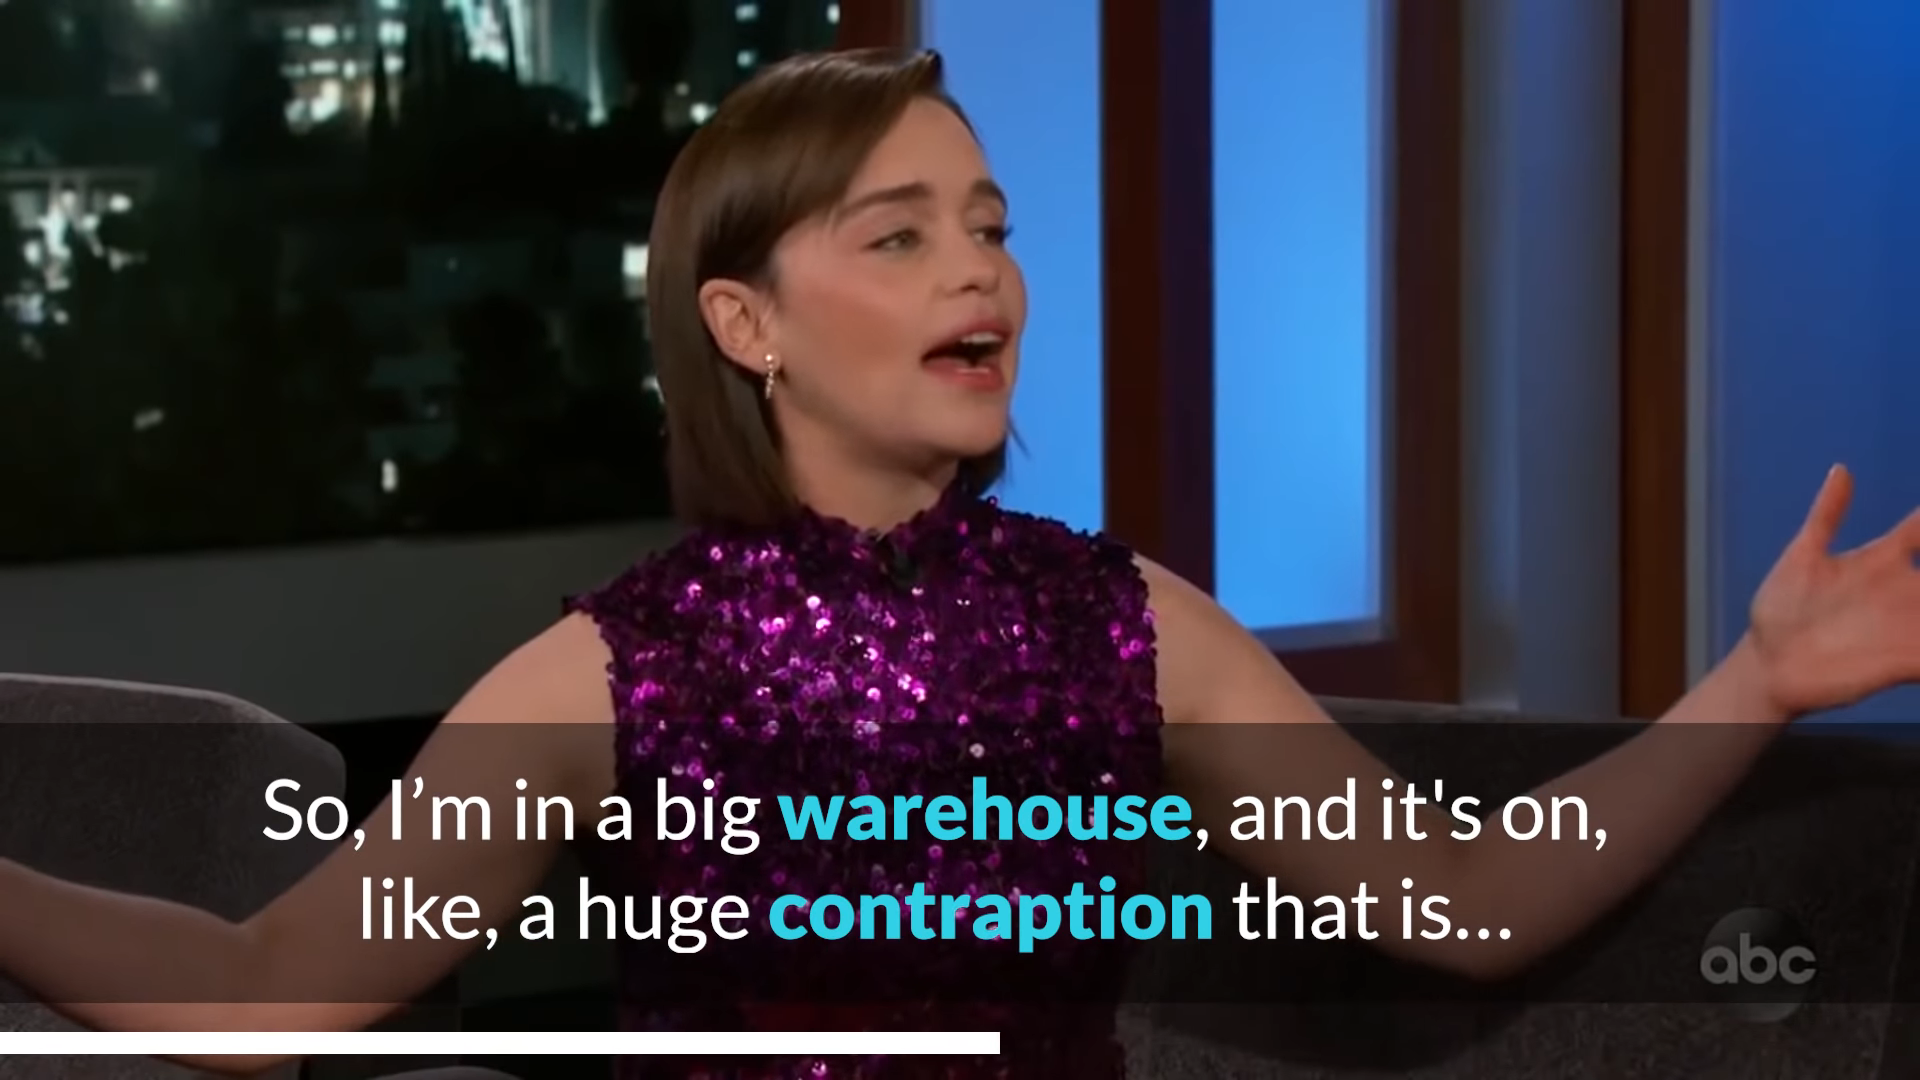 So, I’m in a big warehouse, and it's on,
like, a huge contraption that is...
abc